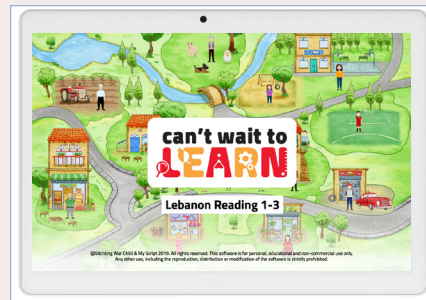 can't wait to
LEARN
Lebanon Reading 1-3
©Stichting War Child & My Script 2019. All rights reserved. This software is for personal, educational and non-commercial use only.
Any other use, including the reproduction, distribution or modification of the software is strictly prohibited.